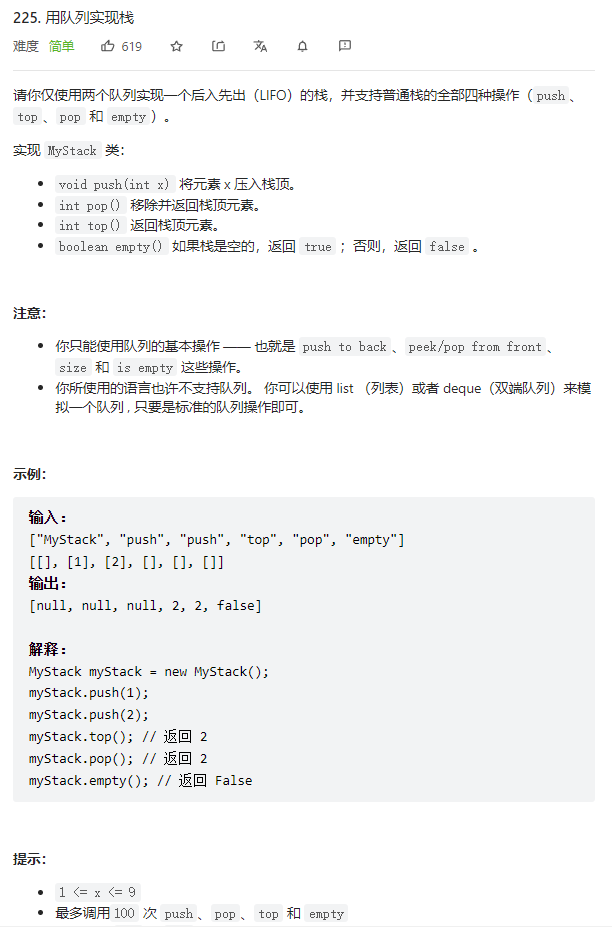 225. 用队列实现栈
难度 简单 619
请你仅使用两个队列实现一个后入先出（LIFO）的栈，并支持普通栈的全部四种操作（push、
top、pop 和 empty）。
实现 MyStack 类：
void push(int x) 将元素 x 压入栈顶。
int pop() 移除并返回栈顶元素。
int top() 返回栈顶元素。
boolean empty() 如果栈是空的，返回 true ；否则，返回 false 。
注意：
你只能使用队列的基本操作 —— 也就是 push to back、peek/pop from front、
size 和 is empty 这些操作。
你所使用的语言也许不支持队列。 你可以使用 list （列表）或者 deque（双端队列）来模
拟一个队列 , 只要是标准的队列操作即可。
示例：
输入：
["MyStack", "push", "push", "top", "pop", "empty"]
[[], [1], [2], [], [], []]
输出：
[null, null, null, 2, 2, false]
解释：
MyStack myStack = new MyStack();
myStack.push(1);
myStack.push(2);
myStack.top(); // 返回 2
myStack.pop(); // 返回 2
myStack.empty(); // 返回 False
提示：
1 <= x <= 9
最多调用100 次 push、pop、top 和 empty